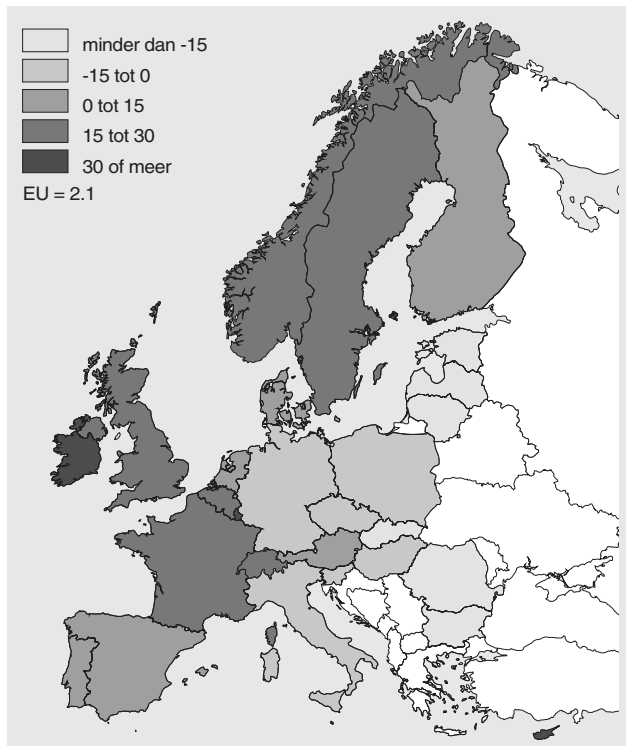 minder dan -15
-15 tot 0
0 tot 15
15 tot 30
30 of meer
EU = 2.1